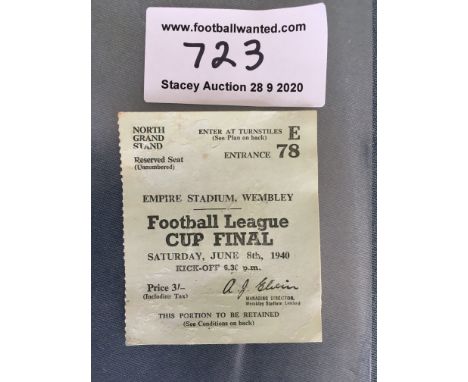 www.footballwanted.com
723
Stacey Auction 28 9 2020
NORTH
GRAND
STAND
ENTER AT TURNSTILES E
(See Plan on back)
Reserved Seat
(Unnumbered)
ENTRANCE 78
EMPIRE STADIUM, WEMBLEY
Football League
CUP FINAL
SATURDAY, JUNE 8th, 1940
KICK-OFF 6.30 p.m.
Price 3/-
(Including Tax)
A. J. Elvin
MANAGING DIRECTOR,
Wembley Stadium Limited
THIS PORTION TO BE RETAINED
(See Conditions on back)